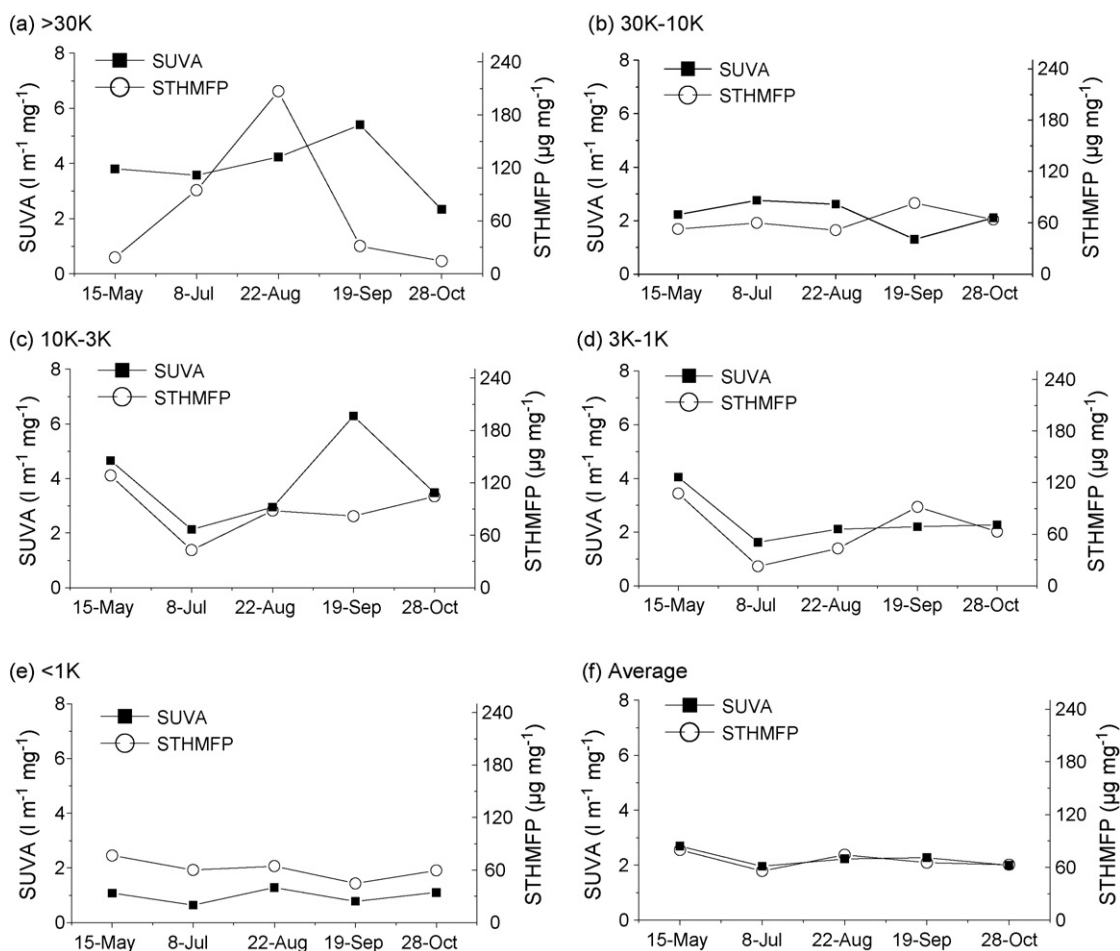 (a) >30K
SUVA
STHMFP
SUVA (l m⁻¹ mg⁻¹)
8
6
4
2
0
STHMFP (µg mg⁻¹)
240
180
120
60
0
15-May 8-Jul 22-Aug 19-Sep 28-Oct
(b) 30K-10K
SUVA
STHMFP
SUVA (l m⁻¹ mg⁻¹)
8
6
4
2
0
STHMFP (µg mg⁻¹)
240
180
120
60
0
15-May 8-Jul 22-Aug 19-Sep 28-Oct
(c) 10K-3K
SUVA
STHMFP
SUVA (l m⁻¹ mg⁻¹)
8
6
4
2
0
STHMFP (µg mg⁻¹)
240
180
120
60
0
15-May 8-Jul 22-Aug 19-Sep 28-Oct
(d) 3K-1K
SUVA
STHMFP
SUVA (l m⁻¹ mg⁻¹)
8
6
4
2
0
STHMFP (µg mg⁻¹)
240
180
120
60
0
15-May 8-Jul 22-Aug 19-Sep 28-Oct
(e) <1K
SUVA
STHMFP
SUVA (l m⁻¹ mg⁻¹)
8
6
4
2
0
STHMFP (µg mg⁻¹)
240
180
120
60
0
15-May 8-Jul 22-Aug 19-Sep 28-Oct
(f) Average
SUVA
STHMFP
SUVA (l m⁻¹ mg⁻¹)
8
6
4
2
0
STHMFP (µg mg⁻¹)
240
180
120
60
0
15-May 8-Jul 22-Aug 19-Sep 28-Oct